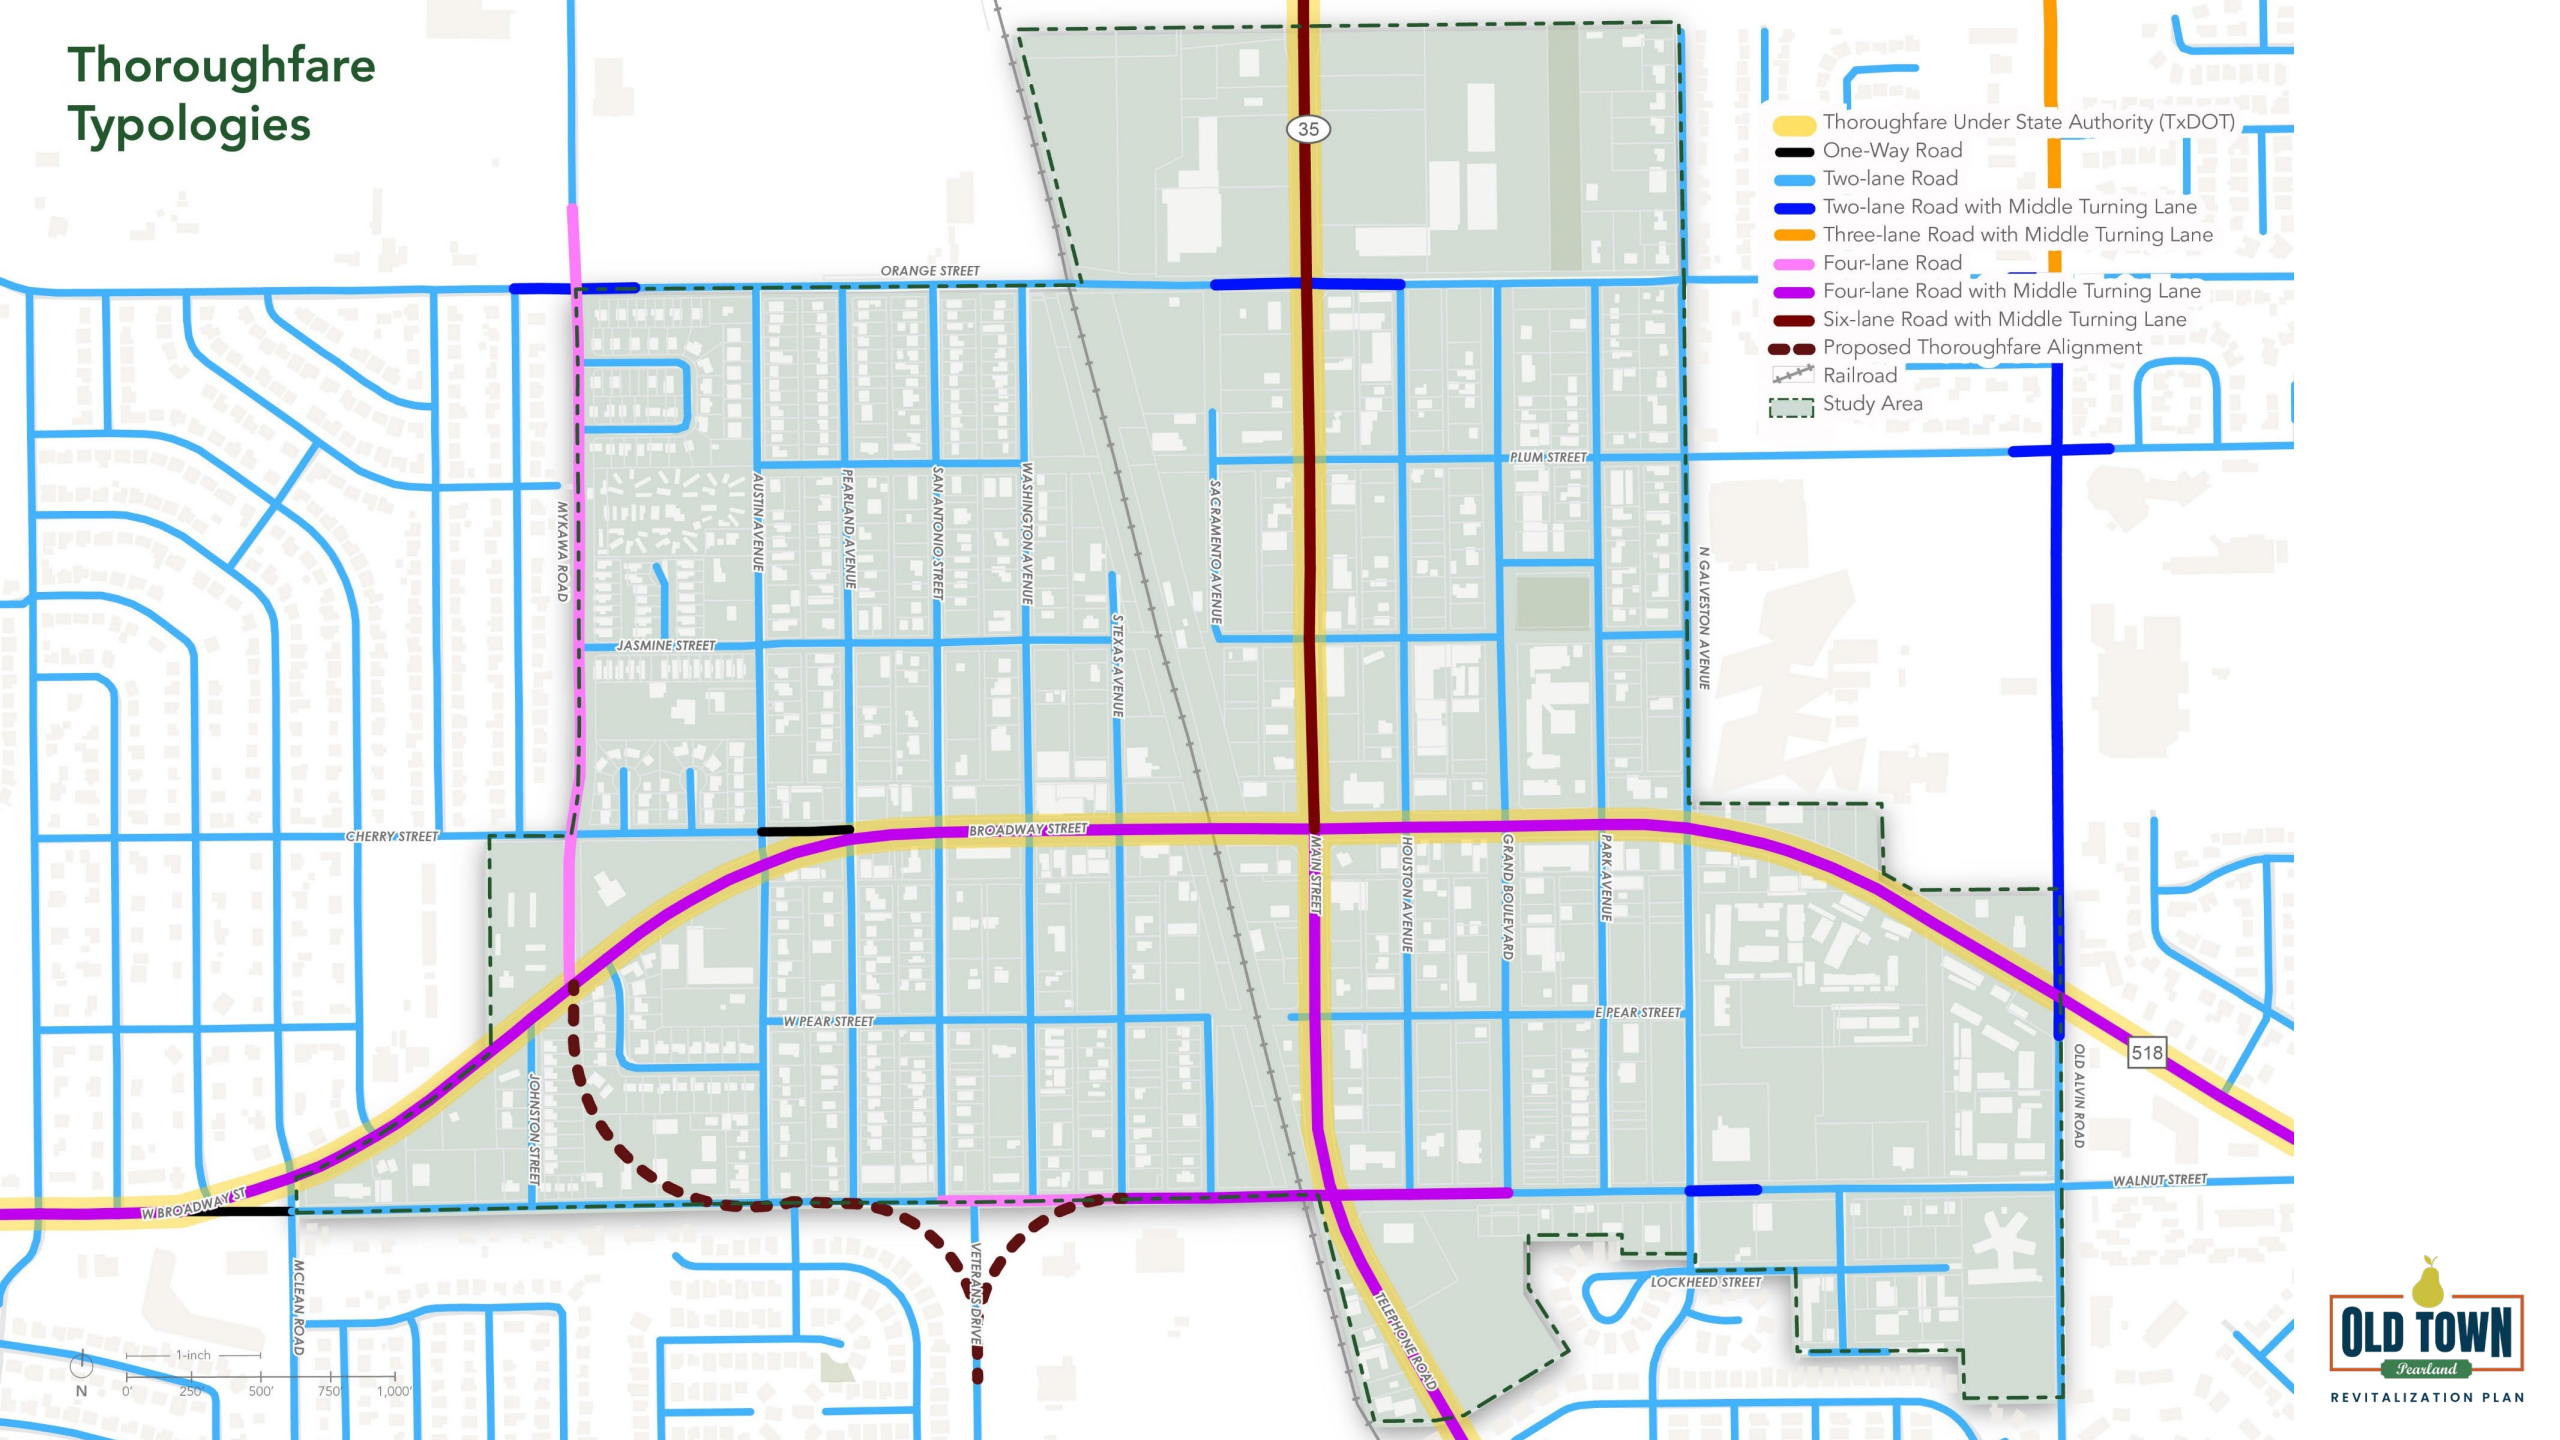 Thoroughfare
Typologies
35
Thoroughfare Under State Authority (TxDOT)
One-Way Road
Two-lane Road
Two-lane Road with Middle Turning Lane
Three-lane Road with Middle Turning Lane
Four-lane Road
Four-lane Road with Middle Turning Lane
Six-lane Road with Middle Turning Lane
Proposed Thoroughfare Alignment
Railroad
Study Area
ORANGE STREET
PLUM STREET
MYKAWA ROAD
AUSTIN AVENUE
PEARLAND AVENUE
SAN ANTONIO STREET
WASHINGTON AVENUE
S TEXAS AVENUE
SACRAMENTO AVENUE
N GALVESTON AVENUE
JASMINE STREET
CHERRY STREET
BROADWAY STREET
MAIN STREET
HOUSTON AVENUE
GRAND BOULEVARD
PARK AVENUE
W PEAR STREET
E PEAR STREET
518
OLD ALVIN ROAD
JOHNSTON STREET
W BROADWAY ST
WALNUT STREET
MCLEAN ROAD
VETERANS DRIVE
TELEPHONE ROAD
LOCKHEED STREET
1-inch
N
0' 250' 500' 750' 1,000'
OLD TOWN
Pearland
REVITALIZATION PLAN